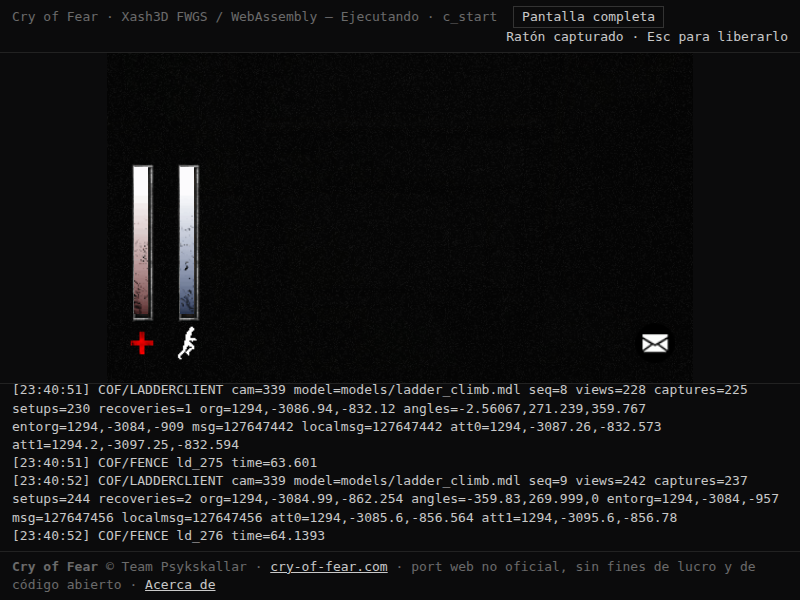 Cry of Fear · Xash3D FWGS / WebAssembly — Ejecutando · c_start Pantalla completa
Ratón capturado · Esc para liberarlo
[23:40:51] COF/LADDERCLIENT cam=339 model=models/ladder_climb.mdl seq=8 views=228 captures=225
setups=230 recoveries=1 org=1294,-3086.94,-832.12 angles=-2.56067,271.239,359.767
entorg=1294,-3084,-909 msg=127647442 localmsg=127647442 att0=1294,-3087.26,-832.573
att1=1294.2,-3097.25,-832.594
[23:40:51] COF/FENCE ld_275 time=63.601
[23:40:52] COF/LADDERCLIENT cam=339 model=models/ladder_climb.mdl seq=9 views=242 captures=237
setups=244 recoveries=2 org=1294,-3084.99,-862.254 angles=-359.83,269.999,0 entorg=1294,-3084,-957
msg=127647456 localmsg=127647456 att0=1294,-3085.6,-856.564 att1=1294,-3095.6,-856.78
[23:40:52] COF/FENCE ld_276 time=64.1393
Cry of Fear © Team Psykskallar · cry-of-fear.com · port web no oficial, sin fines de lucro y de
código abierto · Acerca de